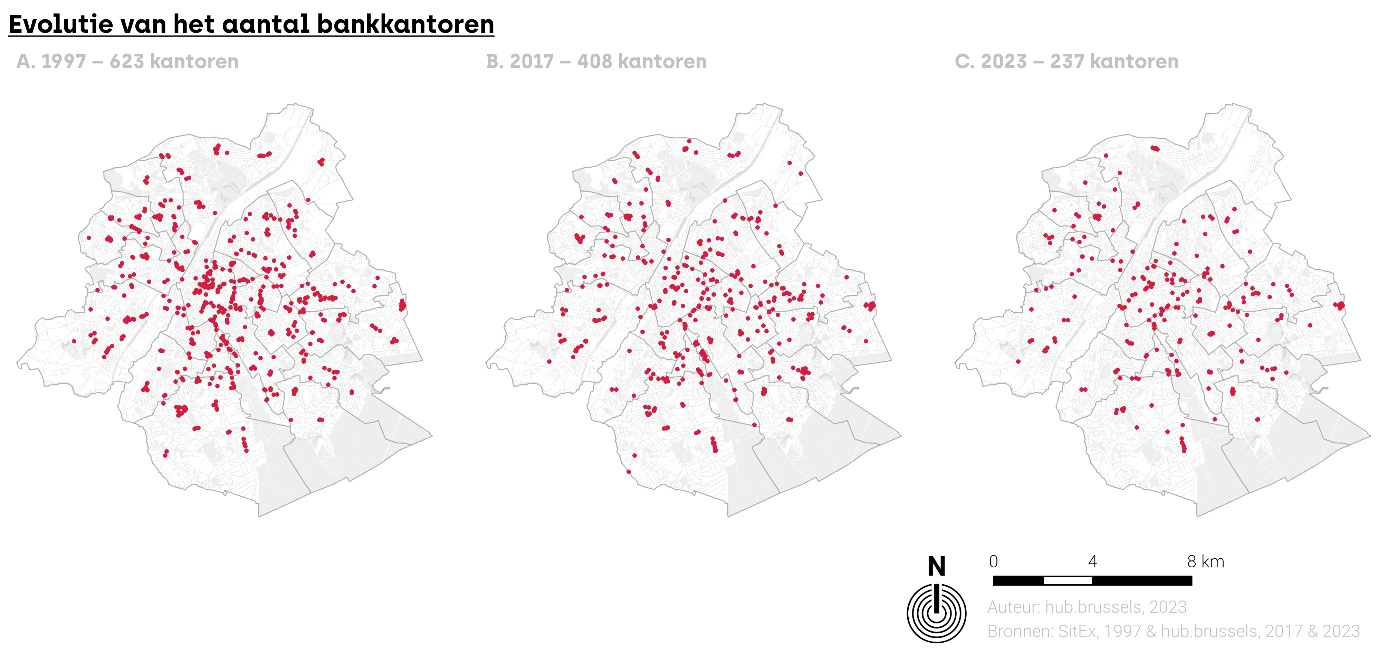 Evolutie van het aantal bankkantoren
A. 1997 – 623 kantoren
B. 2017 – 408 kantoren
C. 2023 – 237 kantoren
N
0 4 8 km
Auteur: hub.brussels, 2023
Bronnen: SitEx, 1997 & hub.brussels, 2017 & 2023